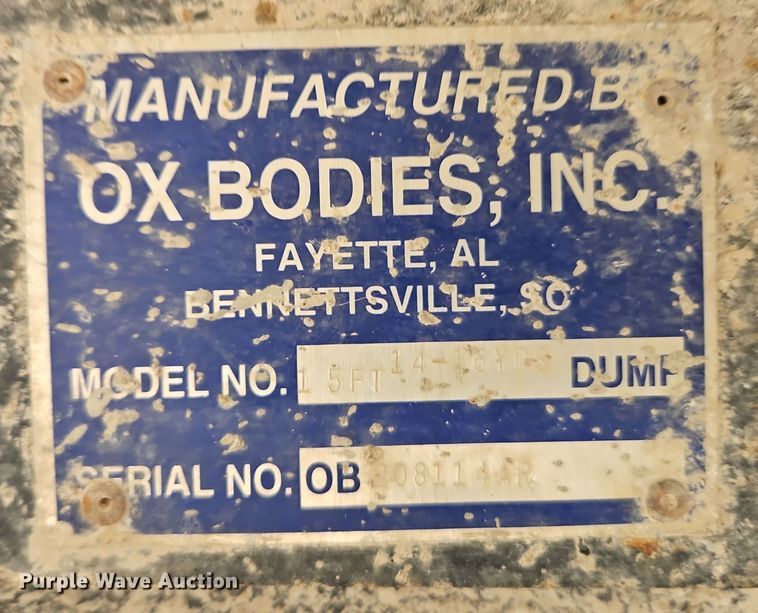 MANUFACTURED B
OX BODIES, INC.
FAYETTE, AL
BENNETTSVILLE, SC
MODEL NO. 15FT 14-16YDS DUMP
SERIAL NO. OB
Purple Wave Auction